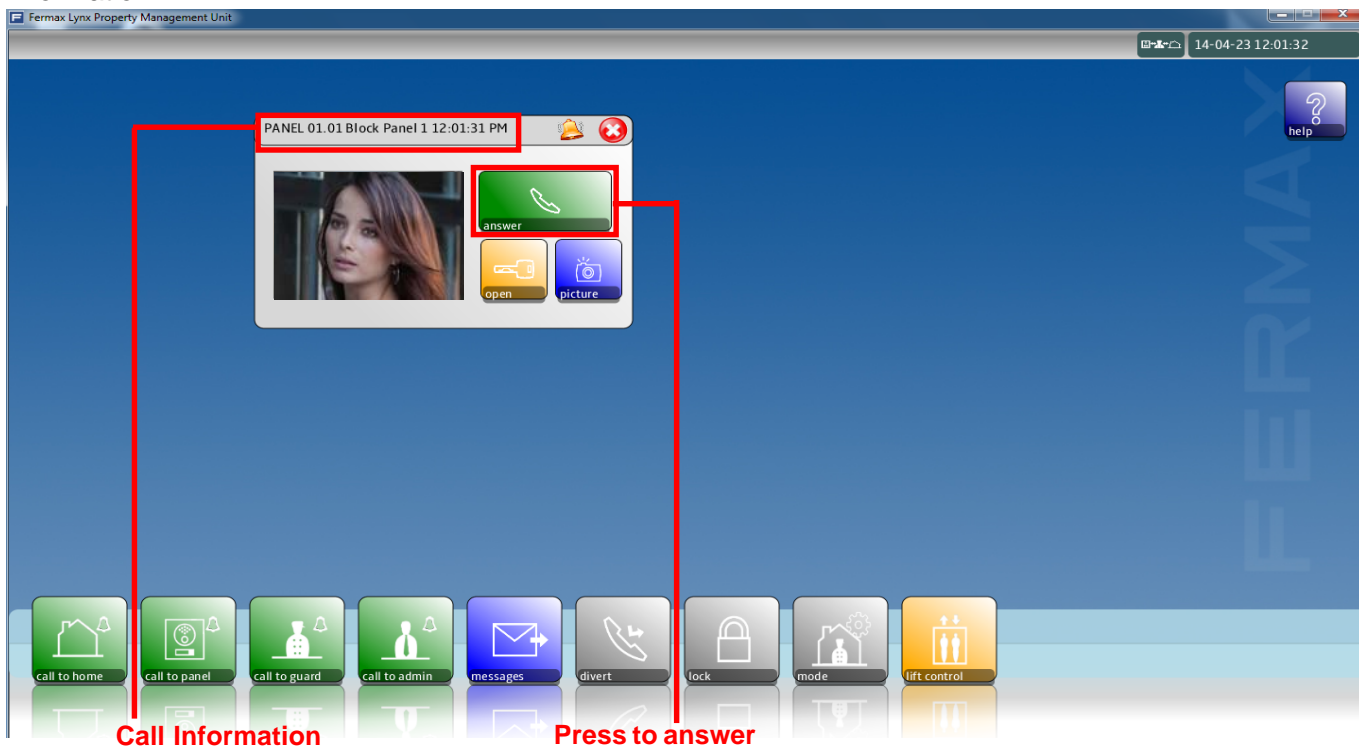 Fermax Lynx Property Management Unit
14-04-23 12:01:32
help
PANEL 01.01 Block Panel 1 12:01:31 PM
answer
open
picture
FERMAX
call to home
call to panel
call to guard
call to admin
messages
divert
lock
mode
lift control
Call Information
Press to answer